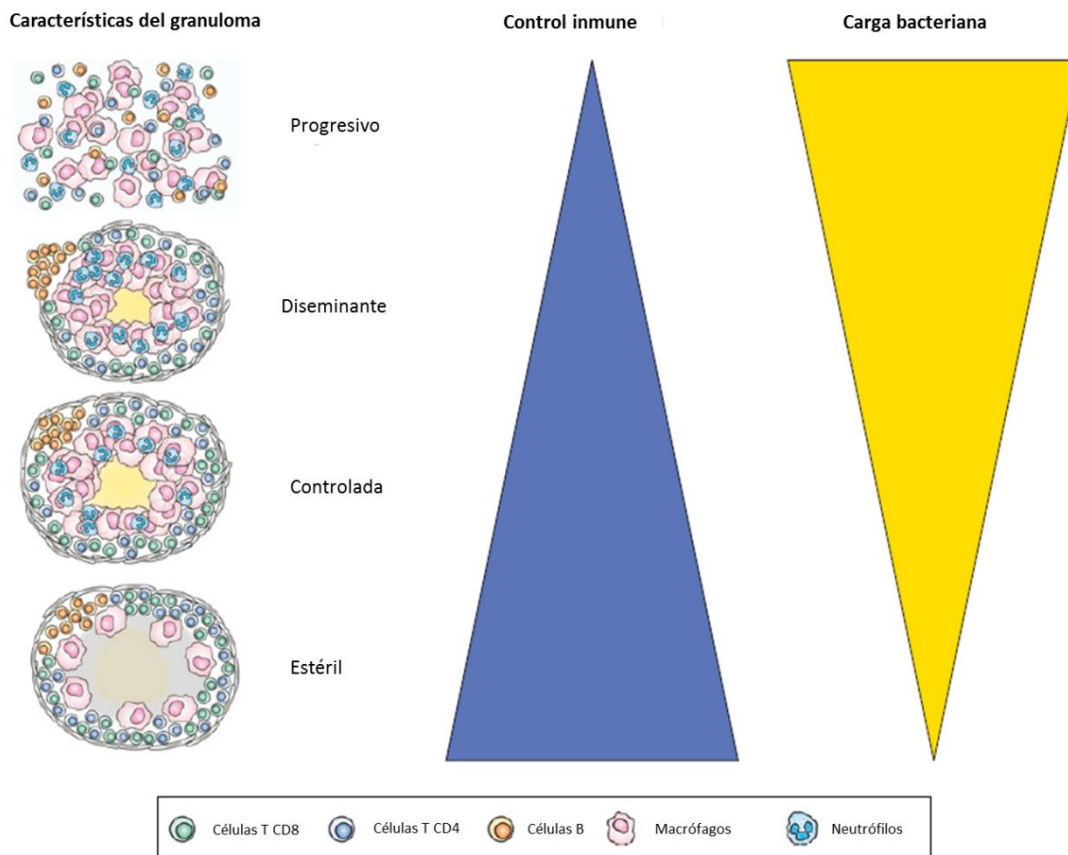 Características del granuloma
Control inmune
Carga bacteriana
Progresivo
Diseminante
Controlada
Estéril
Células T CD8
Células T CD4
Células B
Macrófagos
Neutrófilos